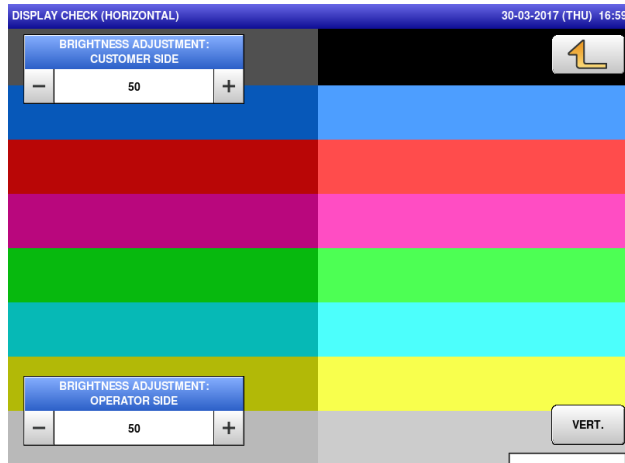 DISPLAY CHECK (HORIZONTAL) 30-03-2017 (THU) 16:59
BRIGHTNESS ADJUSTMENT:
CUSTOMER SIDE
− 50 +
BRIGHTNESS ADJUSTMENT:
OPERATOR SIDE
− 50 +
VERT.